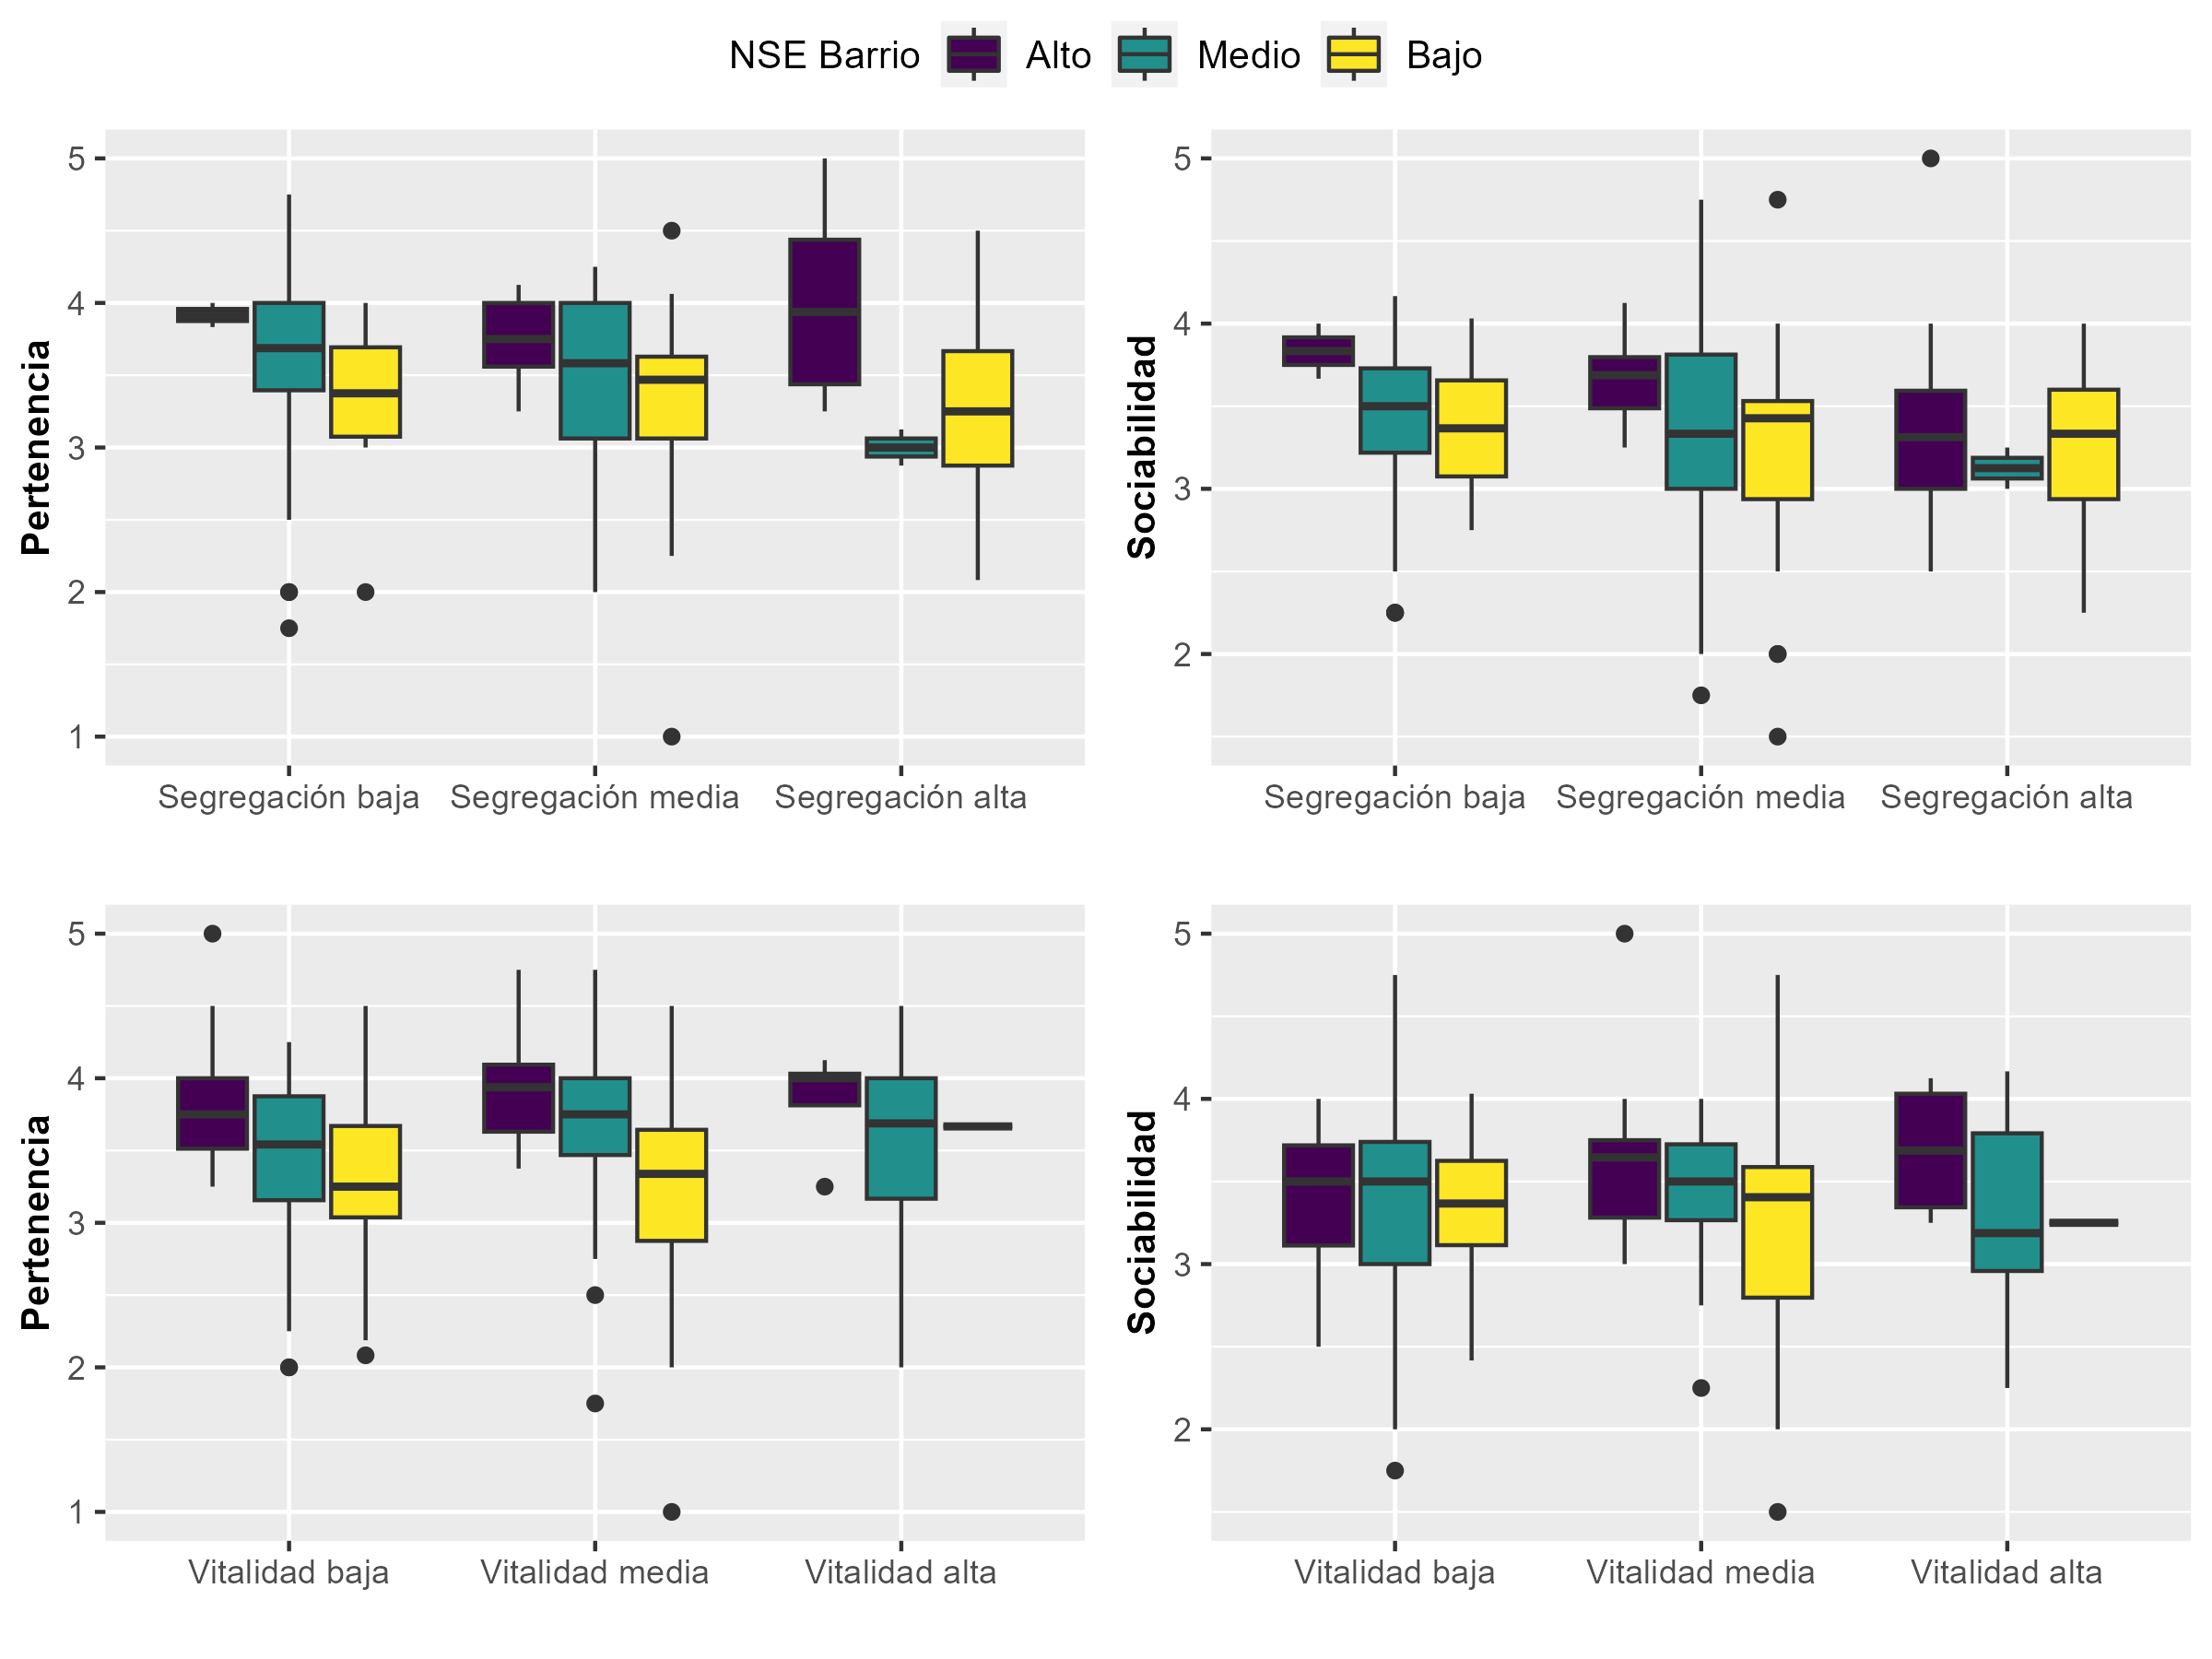 NSE Barrio Alto Medio Bajo
Pertenencia
5
4
3
2
1
Segregación baja Segregación media Segregación alta
Sociabilidad
5
4
3
2
Segregación baja Segregación media Segregación alta
Pertenencia
5
4
3
2
1
Vitalidad baja Vitalidad media Vitalidad alta
Sociabilidad
5
4
3
2
Vitalidad baja Vitalidad media Vitalidad alta